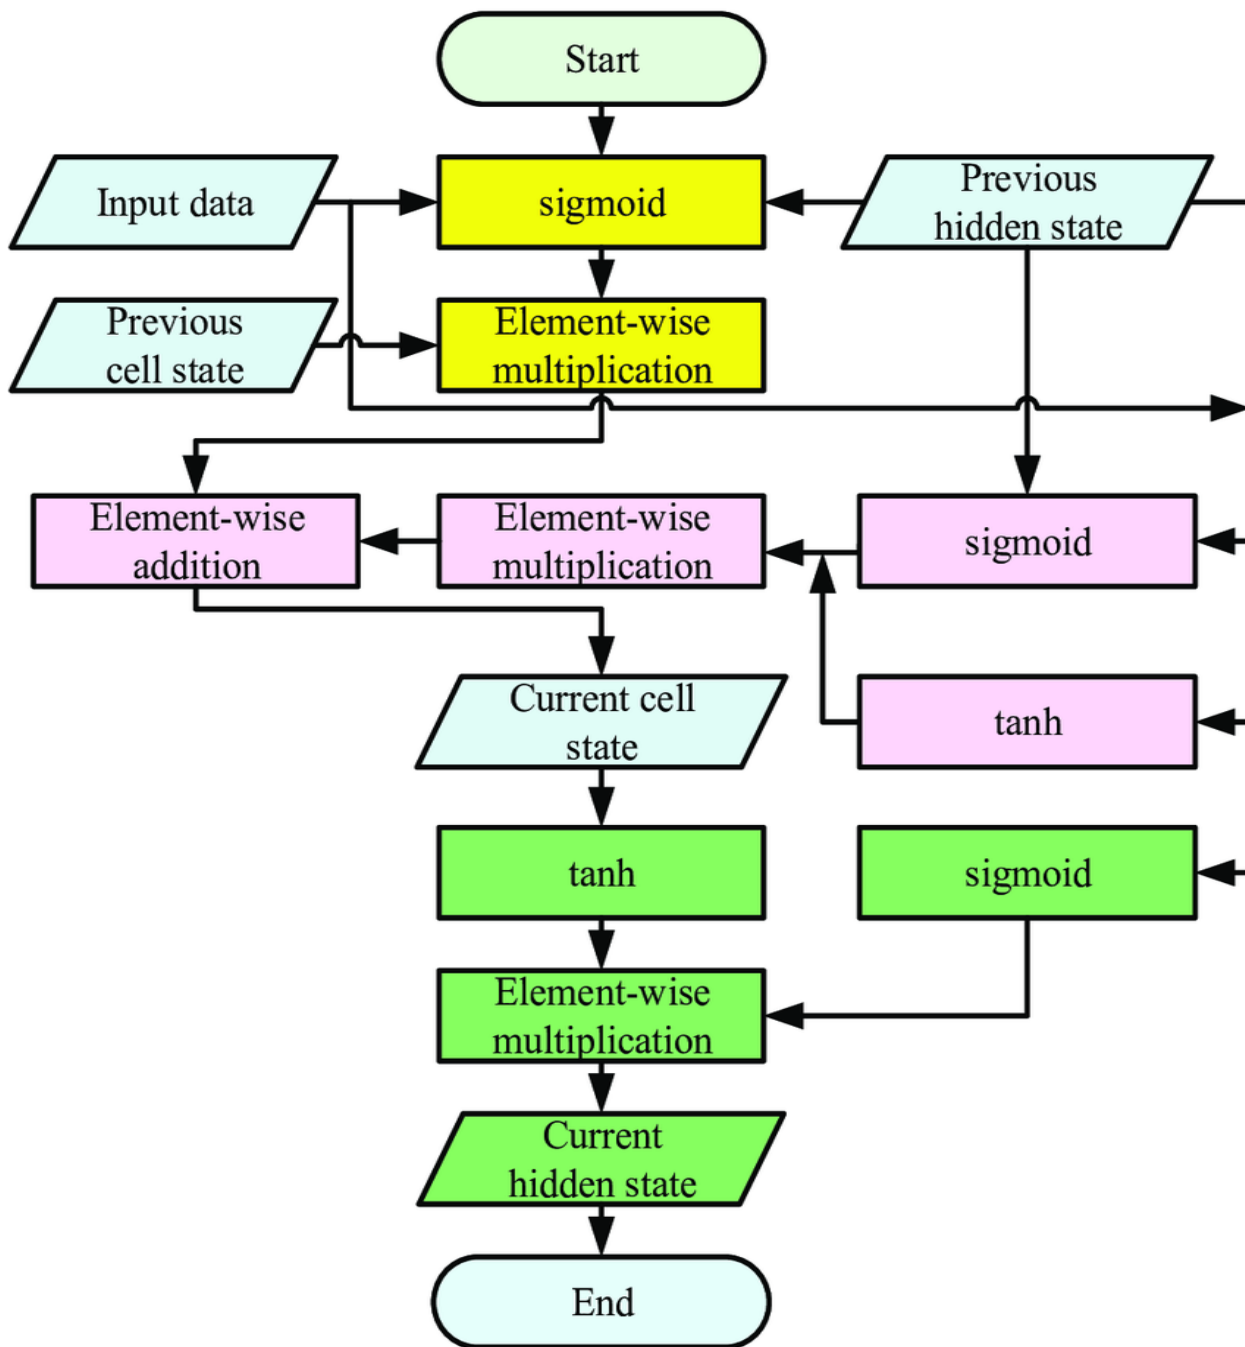 Start
Input data
sigmoid
Previous
hidden state
Previous
cell state
Element-wise
multiplication
Element-wise
addition
Element-wise
multiplication
sigmoid
Current cell
state
tanh
tanh
sigmoid
Element-wise
multiplication
Current
hidden state
End